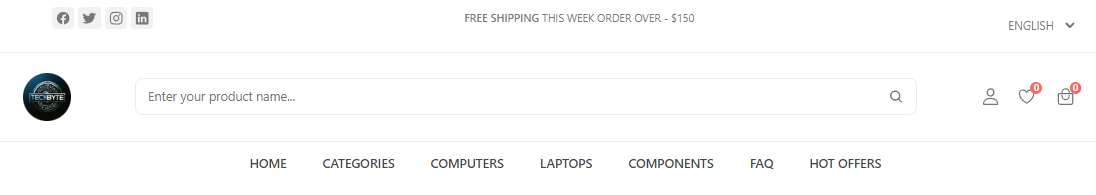 FREE SHIPPING THIS WEEK ORDER OVER - $150
ENGLISH
TECHBYTE
Enter your product name...
0
0
HOME CATEGORIES COMPUTERS LAPTOPS COMPONENTS FAQ HOT OFFERS